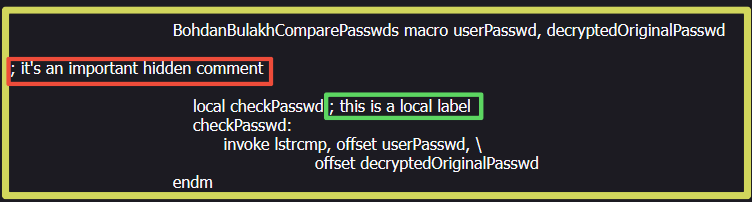 BohdanBulakhComparePasswds macro userPasswd, decryptedOriginalPasswd
; it's an important hidden comment
local checkPasswd ; this is a local label
checkPasswd:
invoke lstrcmp, offset userPasswd, \
offset decryptedOriginalPasswd
endm